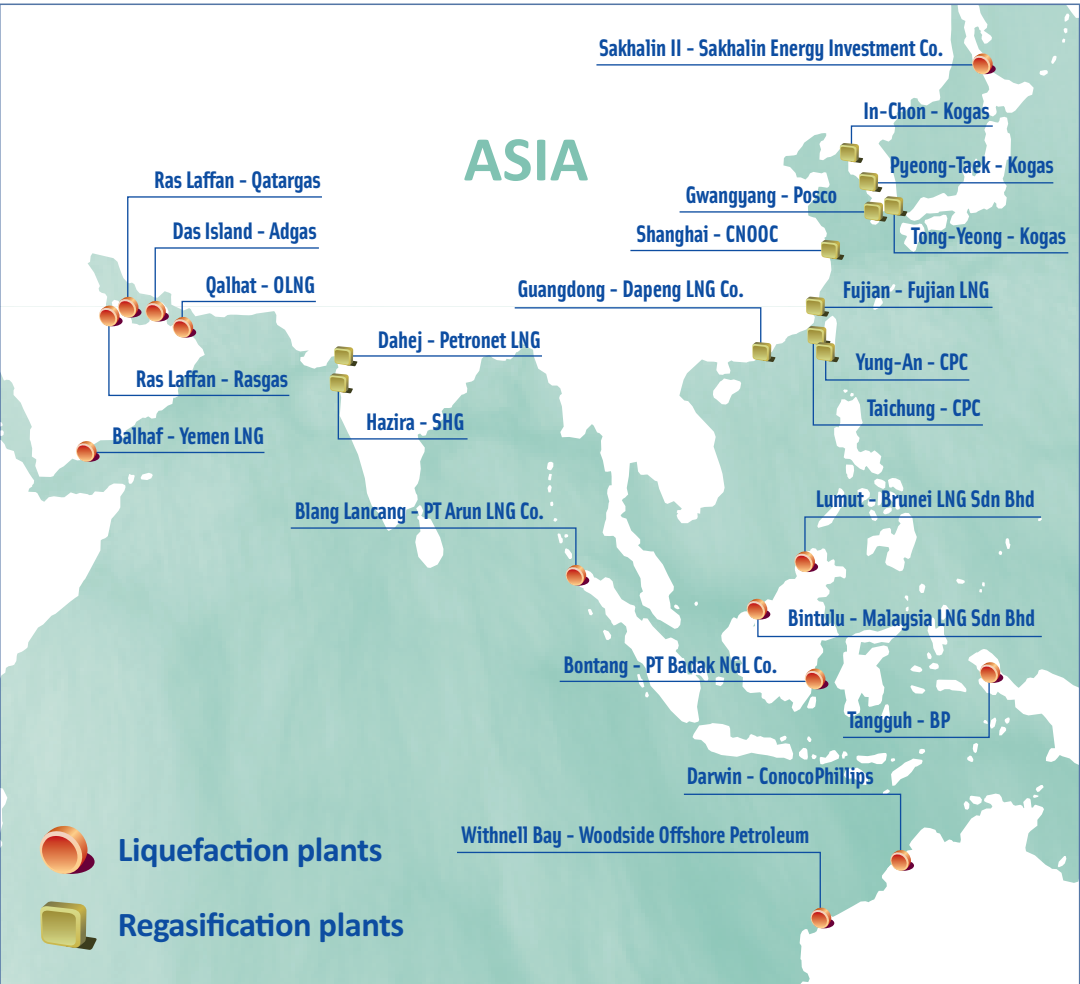 Sakhalin II - Sakhalin Energy Investment Co.
In-Chon - Kogas
ASIA
Pyeong-Taek - Kogas
Ras Laffan - Qatargas
Gwangyang - Posco
Das Island - Adgas
Shanghai - CNOOC
Tong-Yeong - Kogas
Qalhat - OLNG
Guangdong - Dapeng LNG Co.
Fujian - Fujian LNG
Dahej - Petronet LNG
Yung-An - CPC
Ras Laffan - Rasgas
Taichung - CPC
Hazira - SHG
Balhaf - Yemen LNG
Lumut - Brunei LNG Sdn Bhd
Blang Lancang - PT Arun LNG Co.
Bintulu - Malaysia LNG Sdn Bhd
Bontang - PT Badak NGL Co.
Tangguh - BP
Darwin - ConocoPhillips
Withnell Bay - Woodside Offshore Petroleum
Liquefaction plants
Regasification plants